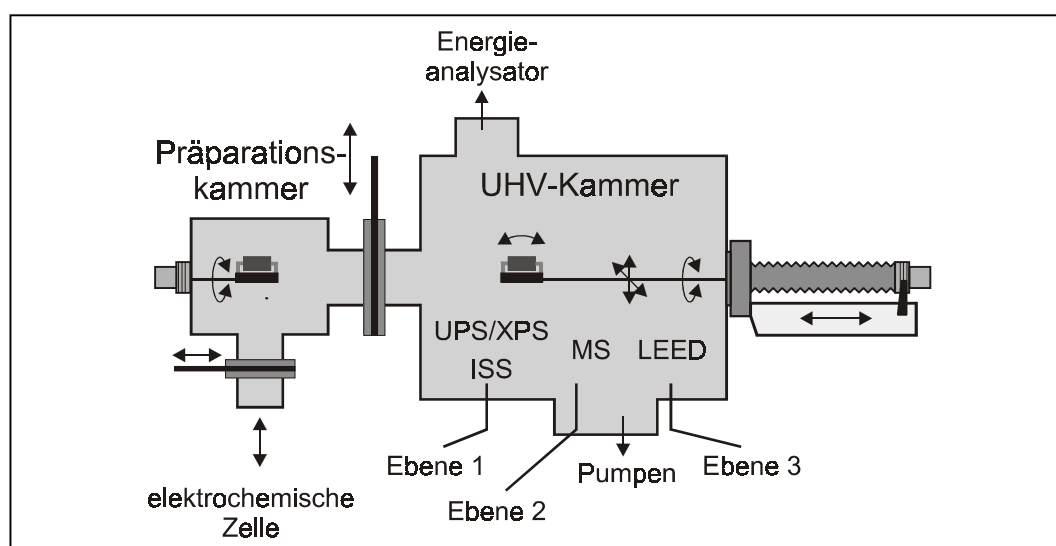 Energie-
analysator
Präparations-
kammer
UHV-Kammer
UPS/XPS
ISS
MS
LEED
Ebene 1
Ebene 2
Pumpen
Ebene 3
elektrochemische
Zelle